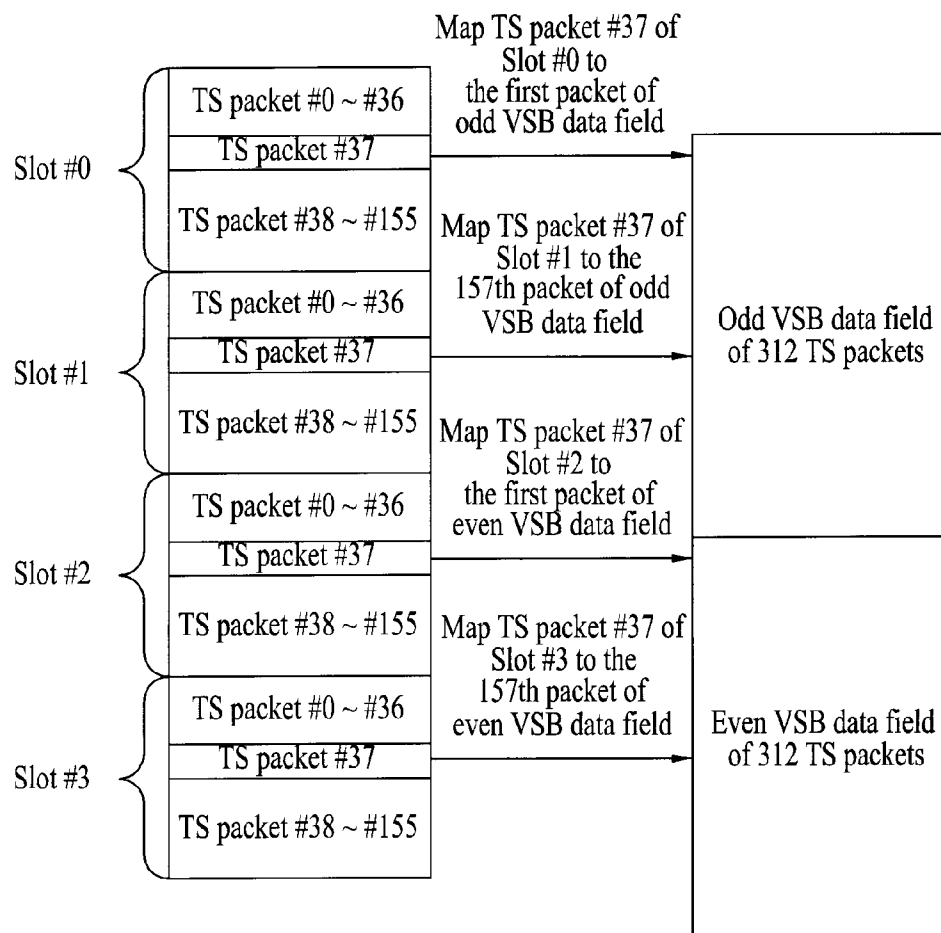 Map TS packet #37 of
Slot #0 to
the first packet of
odd VSB data field
Slot #0
TS packet #0 ~ #36
TS packet #37
TS packet #38 ~ #155
Map TS packet #37 of
Slot #1 to the
157th packet of odd
VSB data field
Slot #1
TS packet #0 ~ #36
TS packet #37
TS packet #38 ~ #155
Odd VSB data field
of 312 TS packets
Map TS packet #37 of
Slot #2 to
the first packet of
even VSB data field
Slot #2
TS packet #0 ~ #36
TS packet #37
TS packet #38 ~ #155
Map TS packet #37 of
Slot #3 to the
157th packet of
even VSB data field
Slot #3
TS packet #0 ~ #36
TS packet #37
TS packet #38 ~ #155
Even VSB data field
of 312 TS packets